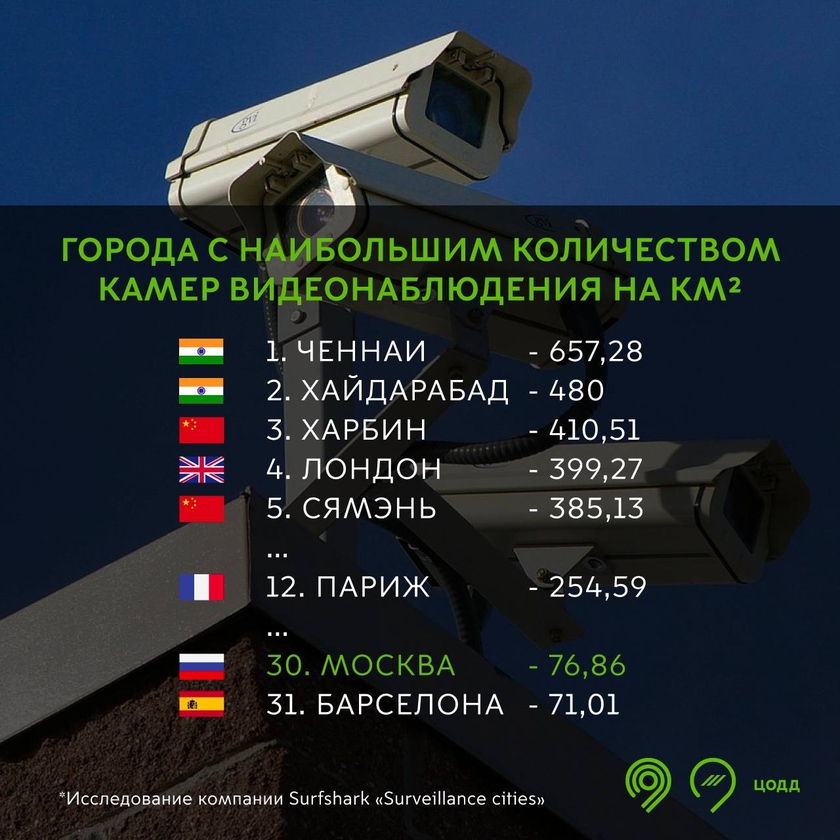 gvi
ГОРОДА С НАИБОЛЬШИМ КОЛИЧЕСТВОМ
КАМЕР ВИДЕОНАБЛЮДЕНИЯ НА КМ²
1. ЧЕННАИ - 657,28
2. ХАЙДАРАБАД - 480
3. ХАРБИН - 410,51
4. ЛОНДОН - 399,27
5. СЯМЭНЬ - 385,13
...
12. ПАРИЖ - 254,59
...
30. МОСКВА - 76,86
31. БАРСЕЛОНА - 71,01
*Исследование компании Surfshark «Surveillance cities»
ЦОДД